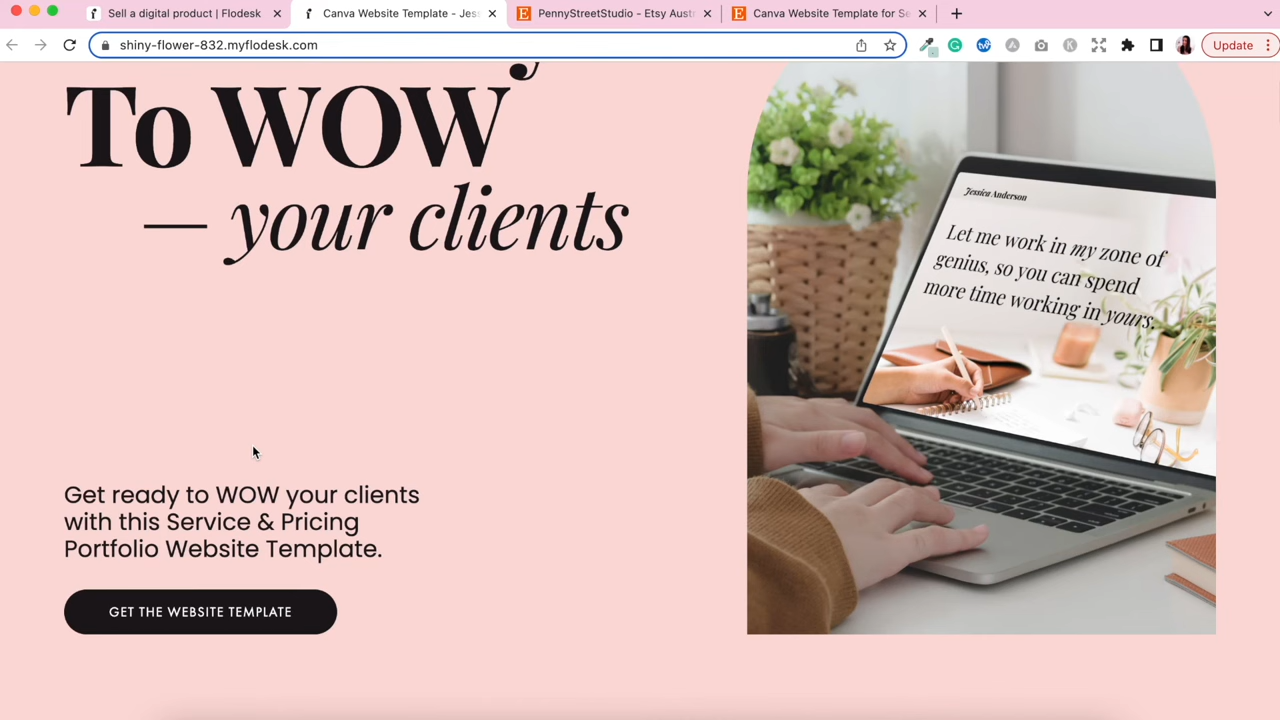 Sell a digital product | Flodesk
Canva Website Template - Jess
PennyStreetStudio - Etsy Austr
Canva Website Template for Se
shiny-flower-832.myflodesk.com
Update
To WOW
— your clients
Jessica Anderson
Let me work in my zone of
genius, so you can spend
more time working in yours.
Get ready to WOW your clients
with this Service & Pricing
Portfolio Website Template.
GET THE WEBSITE TEMPLATE